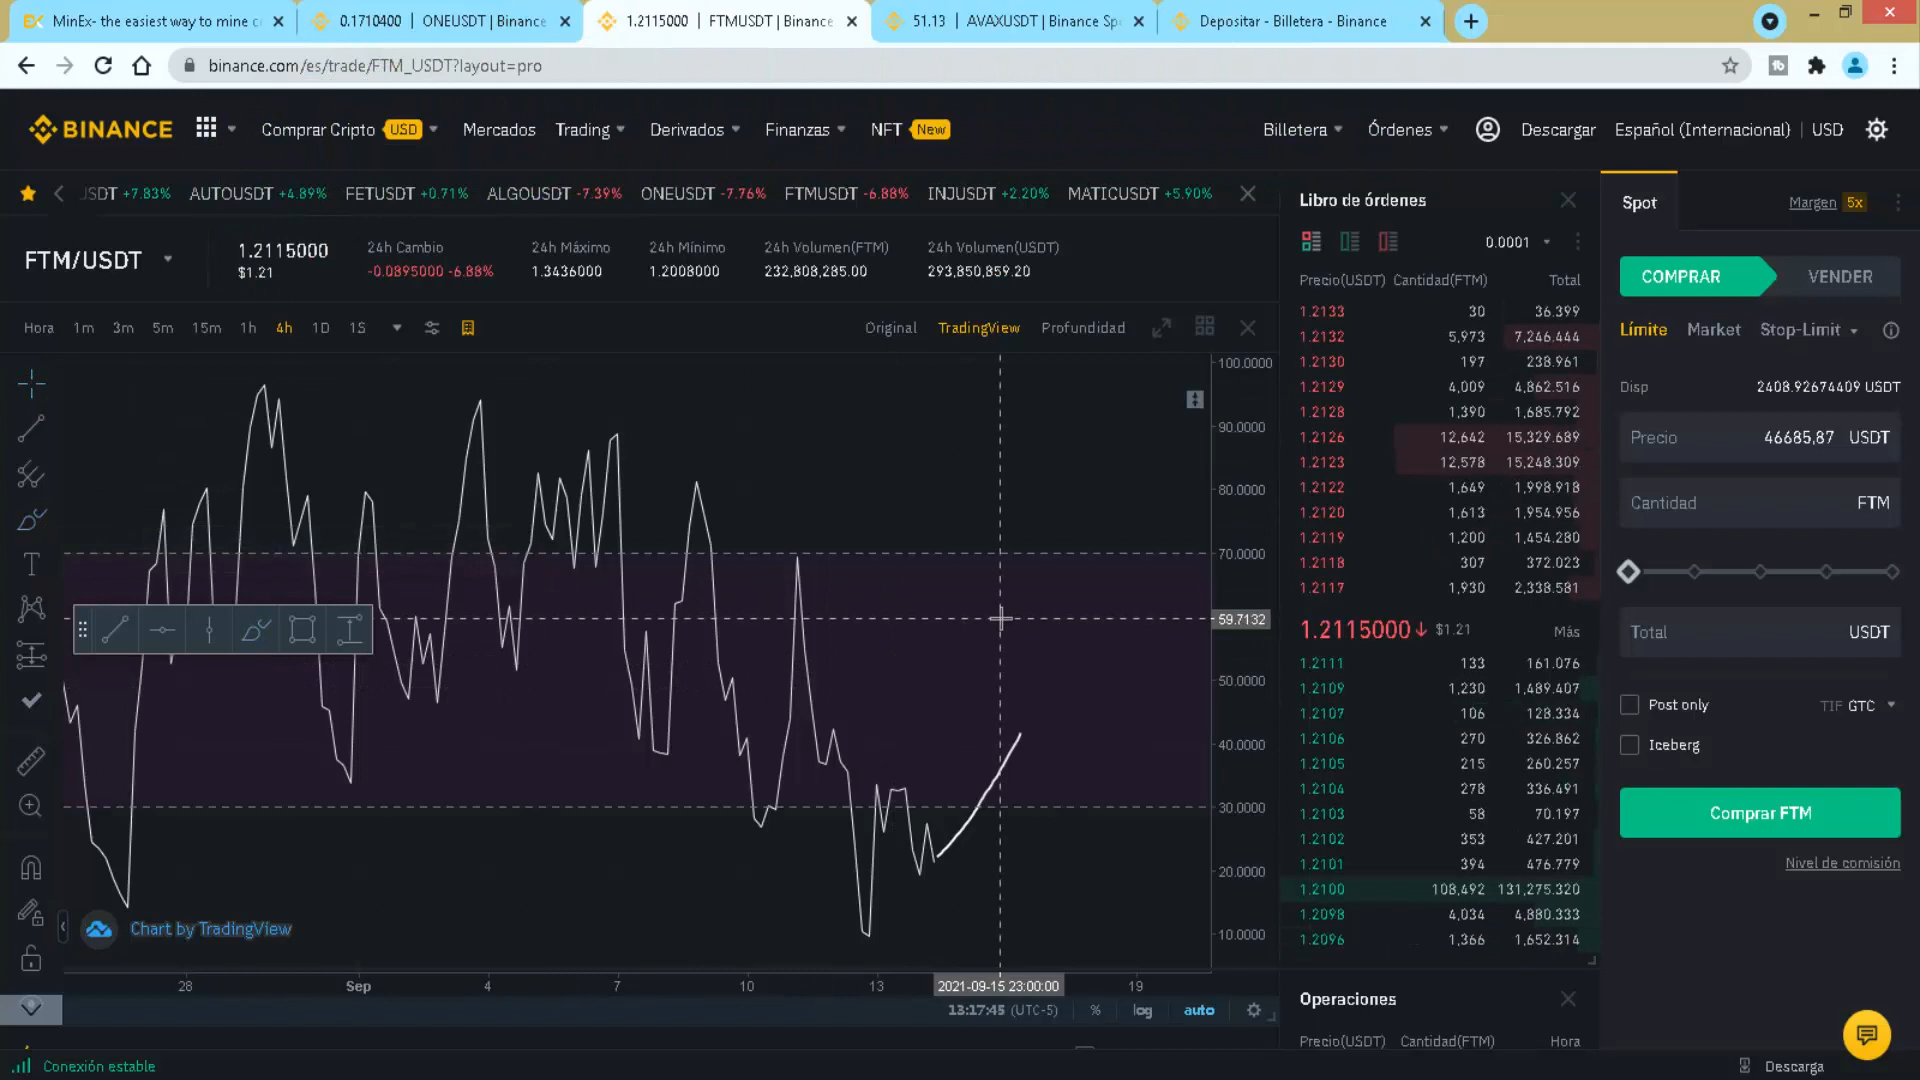 MinEx- the easiest way to mine c
0.1710400 | ONEUSDT | Binance
1.2115000 | FTMUSDT | Binance
51.13 | AVAXUSDT | Binance Sp
Depositar - Billetera - Binance
binance.com/es/trade/FTM_USDT?layout=pro
BINANCE
Comprar Cripto USD
Mercados
Trading
Derivados
Finanzas
NFT New
Billetera
Órdenes
Descargar
Español (Internacional) | USD
JSDT +7.83% AUTOUSDT +4.89% FETUSDT +0.71% ALGOUSDT -7.39% ONEUSDT -7.76% FTMUSDT -6.88% INJUSDT +2.20% MATICUSDT +5.90%
FTM/USDT
1.2115000
$1.21
24h Cambio
-0.0895000 -6.88%
24h Máximo
1.3436000
24h Mínimo
1.2008000
24h Volumen(FTM)
232,808,285.00
24h Volumen(USDT)
293,850,859.20
Hora 1m 3m 5m 15m 1h 4h 1D 1S
Original TradingView Profundidad
100.0000
90.0000
80.0000
70.0000
59.7132
50.0000
40.0000
30.0000
20.0000
10.0000
Chart by TradingView
28 Sep 4 7 10 13 2021-09-15 23:00:00 19
13:17:45 (UTC-5) % log auto
Libro de órdenes
0.0001
Precio(USDT) Cantidad(FTM) Total
1.2133 30 36.399
1.2132 5,973 7,246.444
1.2130 197 238.961
1.2129 4,009 4,862.516
1.2128 1,390 1,685.792
1.2126 12,642 15,329.689
1.2123 12,578 15,248.309
1.2122 1,649 1,998.918
1.2120 1,613 1,954.956
1.2119 1,200 1,454.280
1.2118 307 372.023
1.2117 1,930 2,338.581
1.2115000↓ $1.21 Más
1.2111 133 161.076
1.2109 1,230 1,489.407
1.2107 106 128.334
1.2106 270 326.862
1.2105 215 260.257
1.2104 278 336.491
1.2103 58 70.197
1.2102 353 427.201
1.2101 394 476.779
1.2100 108,492 131,275.320
1.2098 4,034 4,880.333
1.2096 1,366 1,652.314
Operaciones
Precio(USDT) Cantidad(FTM) Hora
Spot
Margen 5x
COMPRAR VENDER
Límite Market Stop-Limit
Disp 2408.92674409 USDT
Precio 46685,87 USDT
Cantidad FTM
Total USDT
Post only
TIF GTC
Iceberg
Comprar FTM
Nivel de comisión
Conexión estable
Descarga